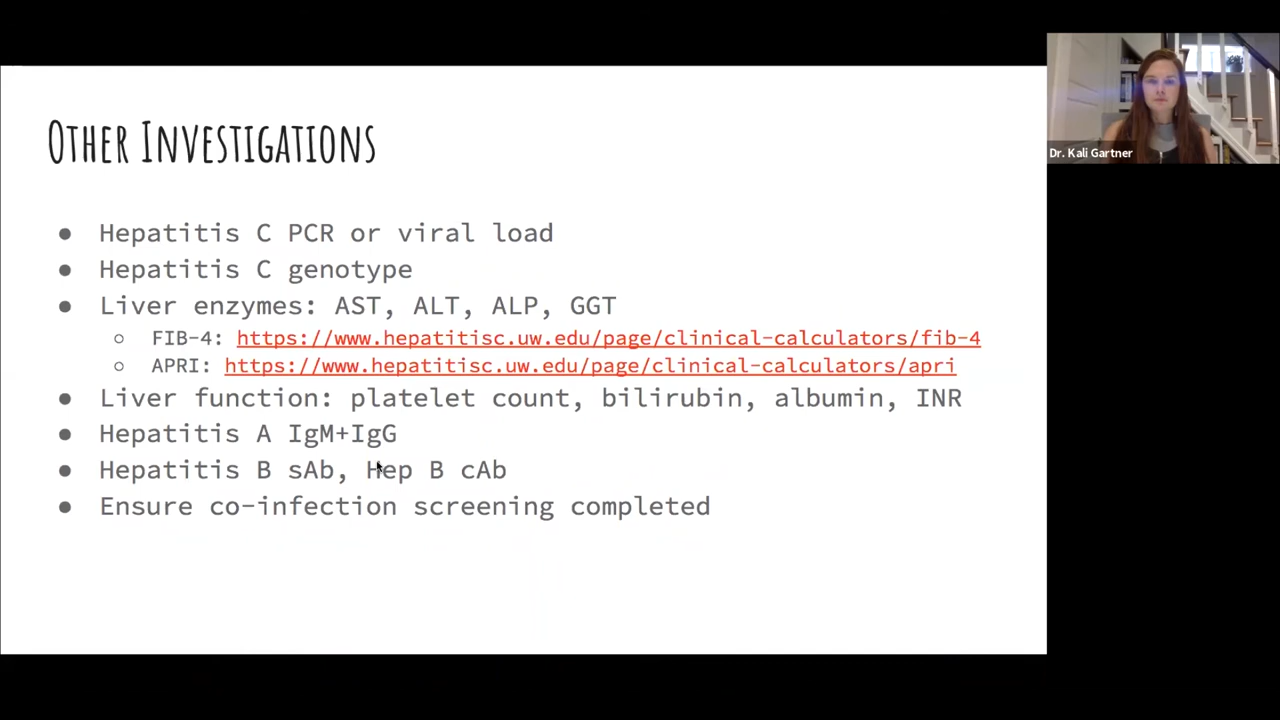 Other Investigations
● Hepatitis C PCR or viral load
● Hepatitis C genotype
● Liver enzymes: AST, ALT, ALP, GGT
○ FIB-4: https://www.hepatitisc.uw.edu/page/clinical-calculators/fib-4
○ APRI: https://www.hepatitisc.uw.edu/page/clinical-calculators/apri
● Liver function: platelet count, bilirubin, albumin, INR
● Hepatitis A IgM+IgG
● Hepatitis B sAb, Hep B cAb
● Ensure co-infection screening completed
Dr. Kali Gartner